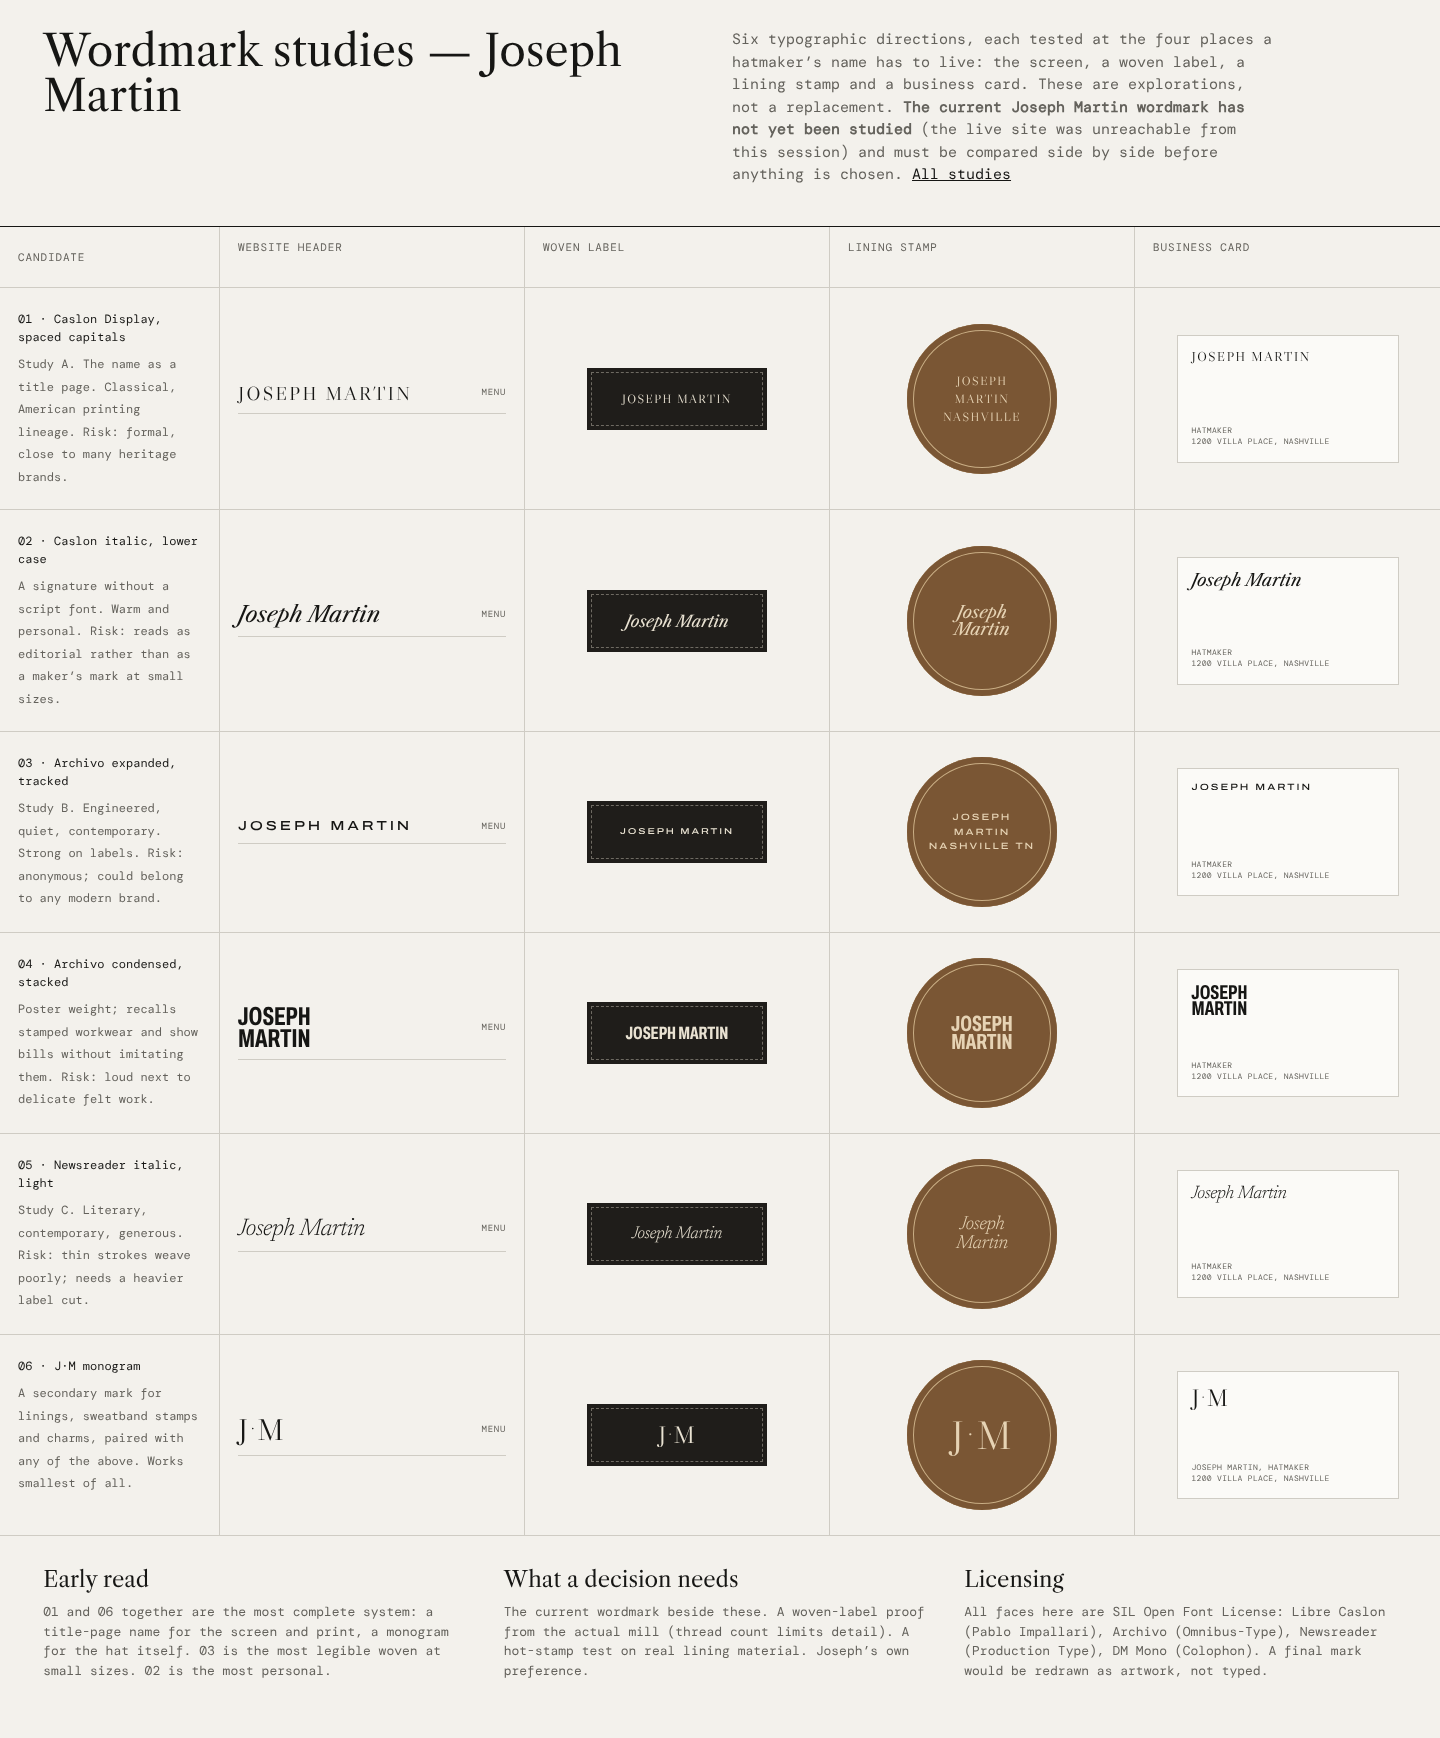 Wordmark studies — Joseph
Martin
Six typographic directions, each tested at the four places a
hatmaker’s name has to live: the screen, a woven label, a
lining stamp and a business card. These are explorations,
not a replacement. The current Joseph Martin wordmark has
not yet been studied (the live site was unreachable from
this session) and must be compared side by side before
anything is chosen. All studies
CANDIDATE
WEBSITE HEADER
WOVEN LABEL
LINING STAMP
BUSINESS CARD
01 · Caslon Display,
spaced capitals
Study A. The name as a
title page. Classical,
American printing
lineage. Risk: formal,
close to many heritage
brands.
JOSEPH MARTIN
MENU
JOSEPH MARTIN
JOSEPH
MARTIN
NASHVILLE
JOSEPH MARTIN
HATMAKER
1200 VILLA PLACE, NASHVILLE
02 · Caslon italic, lower
case
A signature without a
script font. Warm and
personal. Risk: reads as
editorial rather than as
a maker’s mark at small
sizes.
Joseph Martin
MENU
Joseph Martin
Joseph
Martin
Joseph Martin
HATMAKER
1200 VILLA PLACE, NASHVILLE
03 · Archivo expanded,
tracked
Study B. Engineered,
quiet, contemporary.
Strong on labels. Risk:
anonymous; could belong
to any modern brand.
JOSEPH MARTIN
MENU
JOSEPH MARTIN
JOSEPH
MARTIN
NASHVILLE TN
JOSEPH MARTIN
HATMAKER
1200 VILLA PLACE, NASHVILLE
04 · Archivo condensed,
stacked
Poster weight; recalls
stamped workwear and show
bills without imitating
them. Risk: loud next to
delicate felt work.
JOSEPH
MARTIN
MENU
JOSEPH MARTIN
JOSEPH
MARTIN
JOSEPH
MARTIN
HATMAKER
1200 VILLA PLACE, NASHVILLE
05 · Newsreader italic,
light
Study C. Literary,
contemporary, generous.
Risk: thin strokes weave
poorly; needs a heavier
label cut.
Joseph Martin
MENU
Joseph Martin
Joseph
Martin
Joseph Martin
HATMAKER
1200 VILLA PLACE, NASHVILLE
06 · J·M monogram
A secondary mark for
linings, sweatband stamps
and charms, paired with
any of the above. Works
smallest of all.
J·M
MENU
J·M
J·M
J·M
JOSEPH MARTIN, HATMAKER
1200 VILLA PLACE, NASHVILLE
Early read
01 and 06 together are the most complete system: a
title-page name for the screen and print, a monogram
for the hat itself. 03 is the most legible woven at
small sizes. 02 is the most personal.
What a decision needs
The current wordmark beside these. A woven-label proof
from the actual mill (thread count limits detail). A
hot-stamp test on real lining material. Joseph’s own
preference.
Licensing
All faces here are SIL Open Font License: Libre Caslon
(Pablo Impallari), Archivo (Omnibus-Type), Newsreader
(Production Type), DM Mono (Colophon). A final mark
would be redrawn as artwork, not typed.